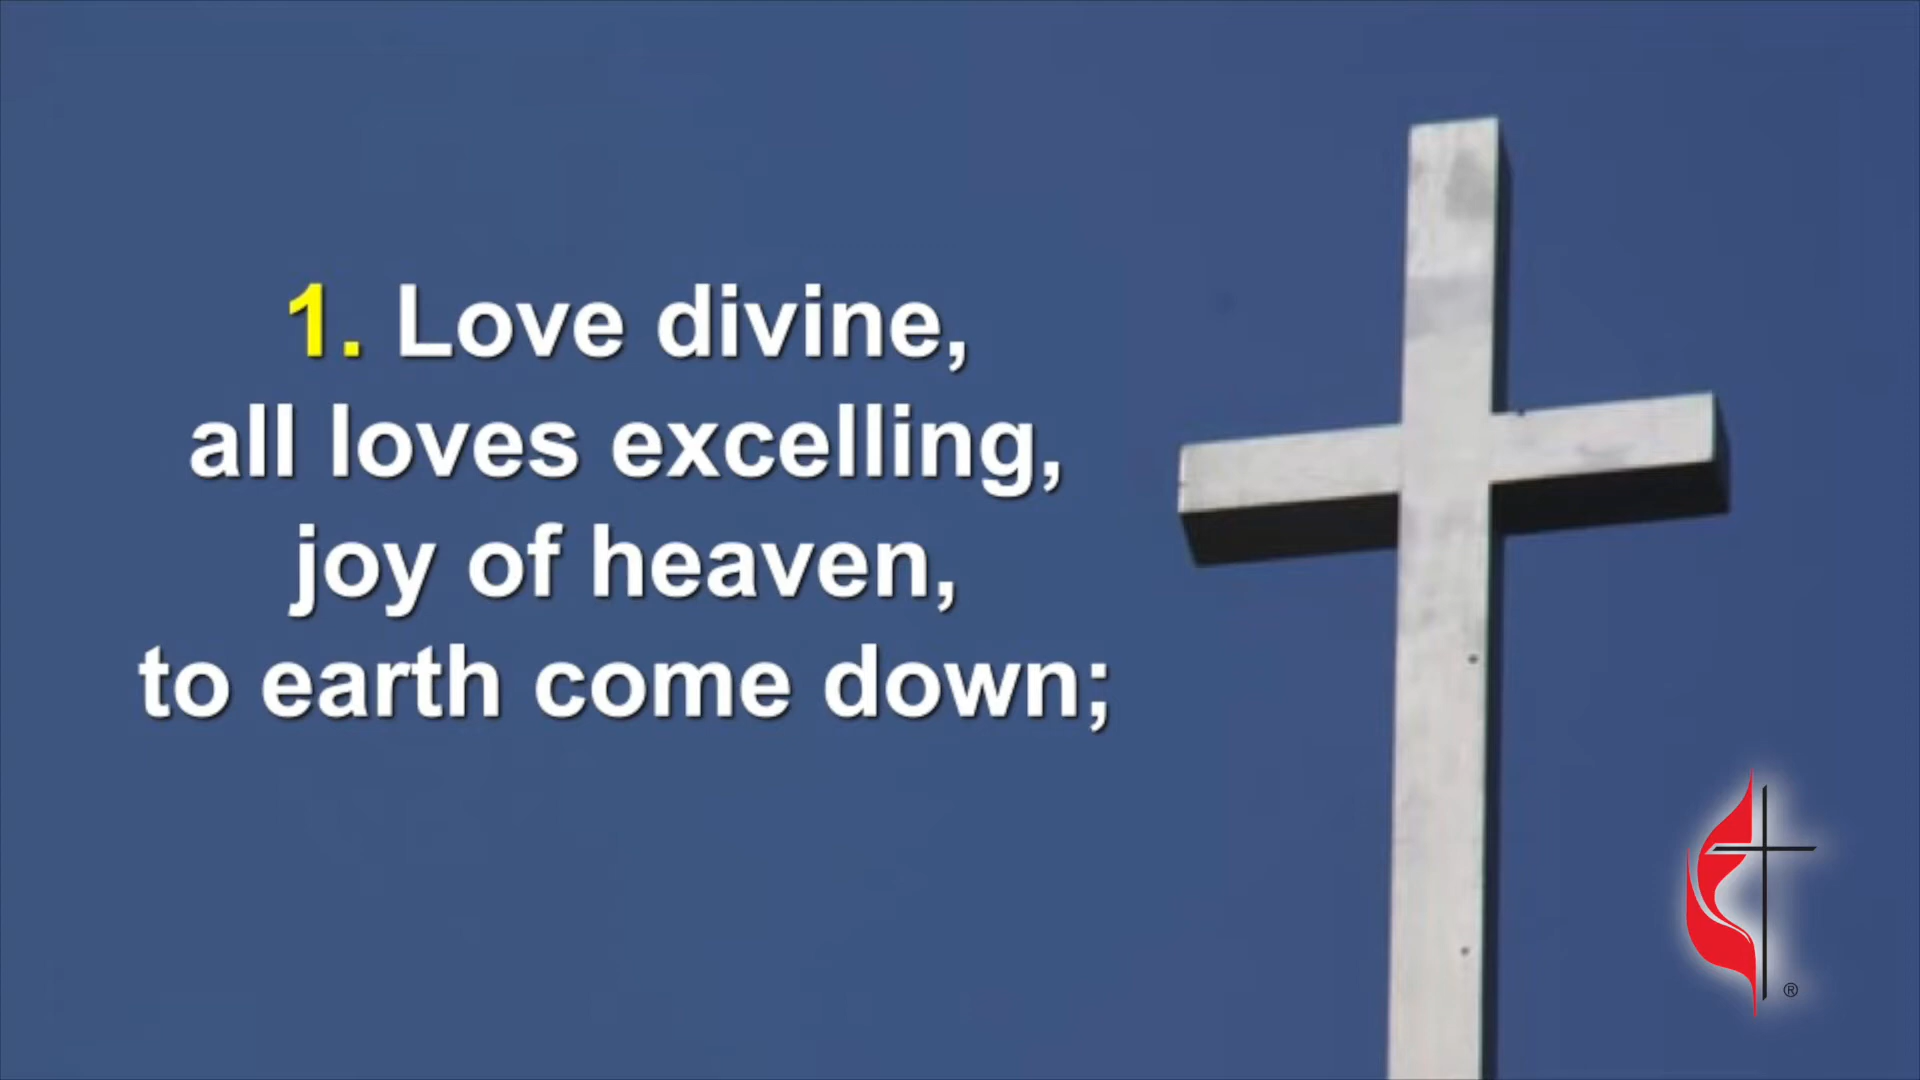 1. Love divine,
all loves excelling,
joy of heaven,
to earth come down;
®